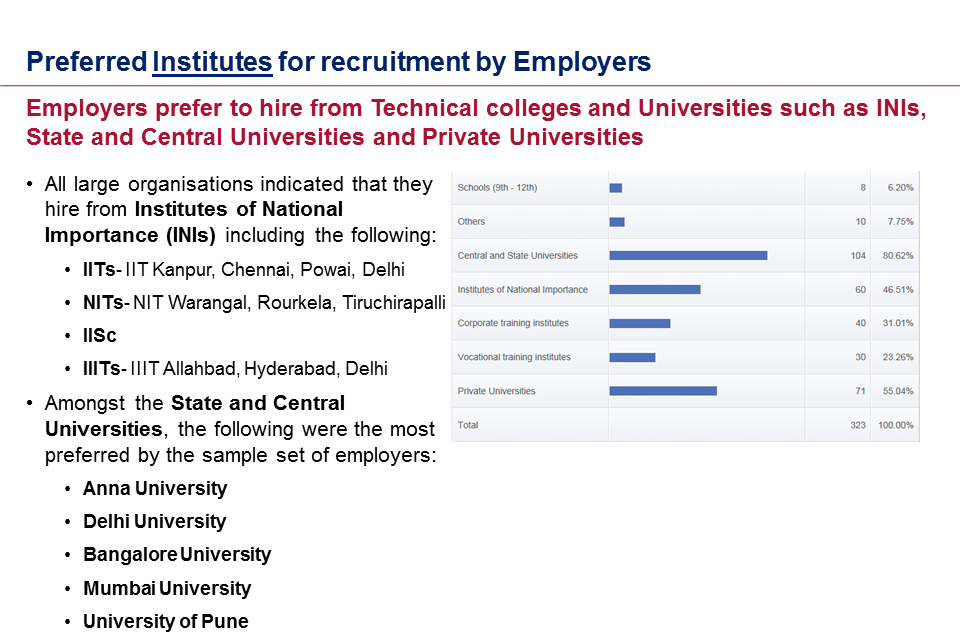 Preferred Institutes for recruitment by Employers
Employers prefer to hire from Technical colleges and Universities such as INIs,
State and Central Universities and Private Universities
• All large organisations indicated that they
hire from Institutes of National
Importance (INIs) including the following:
• IITs- IIT Kanpur, Chennai, Powai, Delhi
• NITs- NIT Warangal, Rourkela, Tiruchirapalli
• IISc
• IIITs- IIIT Allahbad, Hyderabad, Delhi
• Amongst the State and Central
Universities, the following were the most
preferred by the sample set of employers:
• Anna University
• Delhi University
• Bangalore University
• Mumbai University
• University of Pune
Schools (9th - 12th) 8 6.20%
Others 10 7.75%
Central and State Universities 104 80.62%
Institutes of National Importance 60 46.51%
Corporate training institutes 40 31.01%
Vocational training institutes 30 23.26%
Private Universities 71 55.04%
Total 323 100.00%